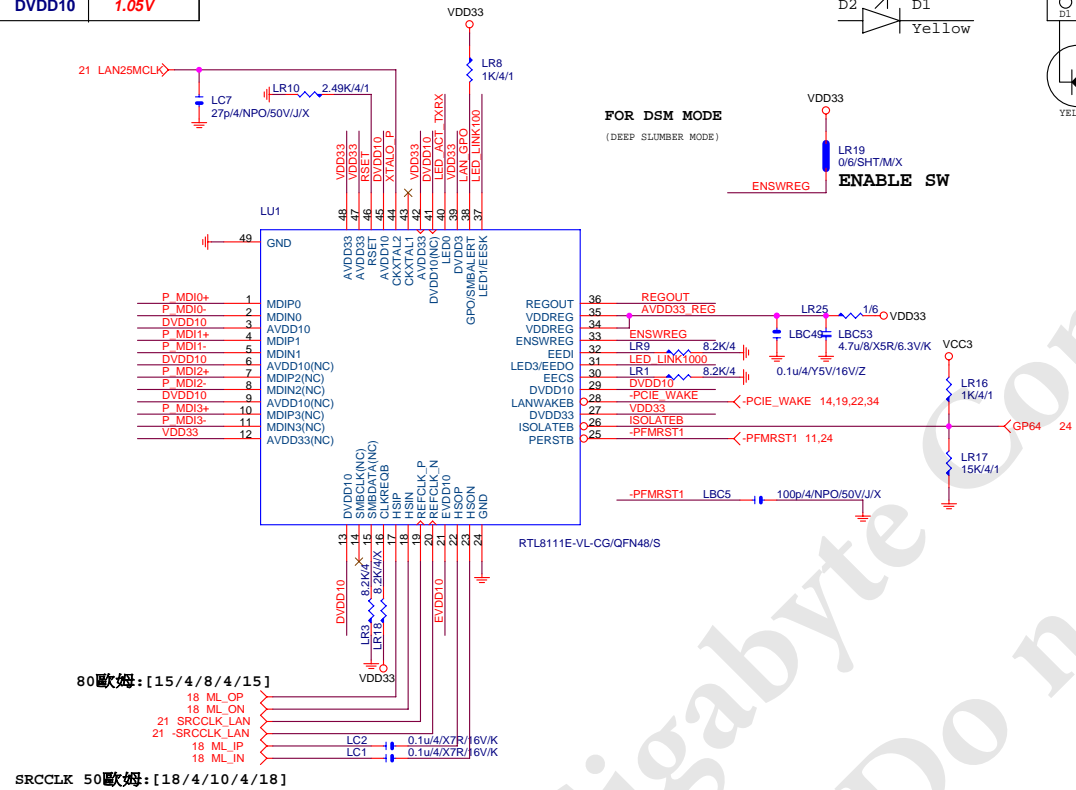 DVDD10 1.05V
D2 D1
Yellow
D1
YEL
VDD33
LR8
1K/4/1
21 LAN25MCLK
LC7
27p/4/NPO/50V/J/X
LR10 2.49K/4/1
FOR DSM MODE
(DEEP SLUMBER MODE)
VDD33
LR19
0/6/SHT/M/X
ENABLE SW
ENSWREG
VDD33
VDD33
RSET
DVDD10
XTALO_P
VDD33
DVDD10
LED_ACT_TXRX
VDD33
LAN_GPO
LED_LINK100
LU1
48 47 46 45 44 43 42 41 40 39 38 37
AVDD33
AVDD33
RSET
AVDD10
CKXTAL2
CKXTAL1
AVDD33
DVDD10(NC)
LED0
DVDD3
GPO/SMBALERT
LED1/EESK
49 GND
P_MDI0+ 1 MDIP0
P_MDI0- 2 MDIN0
DVDD10 3 AVDD10
P_MDI1+ 4 MDIP1
P_MDI1- 5 MDIN1
DVDD10 6 AVDD10(NC)
P_MDI2+ 7 MDIP2(NC)
P_MDI2- 8 MDIN2(NC)
DVDD10 9 AVDD10(NC)
P_MDI3+ 10 MDIP3(NC)
P_MDI3- 11 MDIN3(NC)
VDD33 12 AVDD33(NC)
REGOUT 36 REGOUT
VDDREG 35 AVDD33_REG
VDDREG 34
ENSWREG 33 ENSWREG
EEDI 32 LR9 8.2K/4
LED3/EEDO 31 LED_LINK1000
EECS 30 LR1 8.2K/4
DVDD10 29 DVDD10
LANWAKEB 28 -PCIE_WAKE -PCIE_WAKE 14,19,22,34
DVDD33 27 VDD33
ISOLATEB 26 ISOLATEB
PERSTB 25 -PFMRST1 -PFMRST1 11,24
LR25 1/6 VDD33
LBC49 LBC53
4.7u/8/X5R/6.3V/K
0.1u/4/Y5V/16V/Z
VCC3
LR16
1K/4/1
GP64 24
LR17
15K/4/1
-PFMRST1 LBC5 100p/4/NPO/50V/J/X
DVDD10
SMBCLK(NC)
SMBDATA(NC)
CLKREQB
HSIP
HSIN
REFCLK_P
REFCLK_N
EVDD10
HSOP
HSON
GND
13 14 15 16 17 18 19 20 21 22 23 24
RTL8111E-VL-CG/QFN48/S
DVDD10
LR3 8.2K/4
LR18 8.2K/4/X
EVDD10
VDD33
80歐姆:[15/4/8/4/15]
18 ML_OP
18 ML_ON
21 SRCCLK_LAN
21 -SRCCLK_LAN
18 ML_IP LC2 0.1u/4/X7R/16V/K
18 ML_IN LC1 0.1u/4/X7R/16V/K
SRCCLK 50歐姆:[18/4/10/4/18]